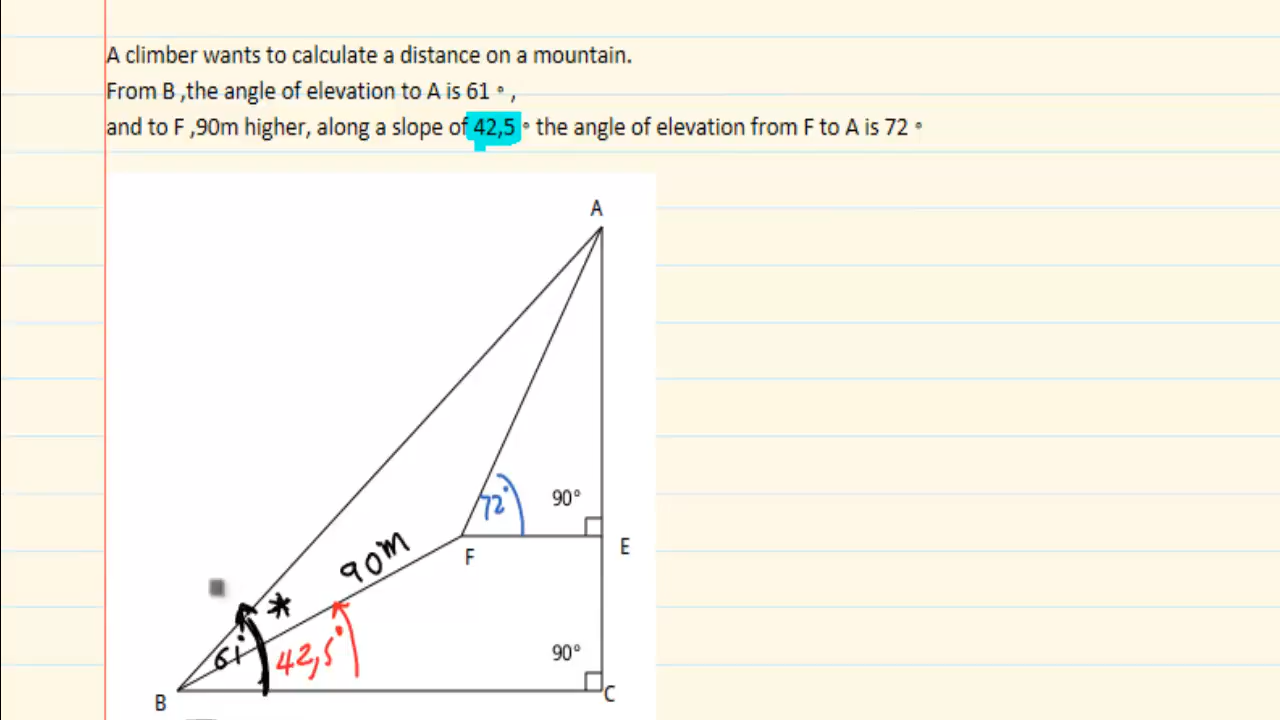 A climber wants to calculate a distance on a mountain.
From B ,the angle of elevation to A is 61 ° ,
and to F ,90m higher, along a slope of 42,5 ° the angle of elevation from F to A is 72 °
A
72°
90°
E
F
90m
*
61°
42,5°
90°
B
C